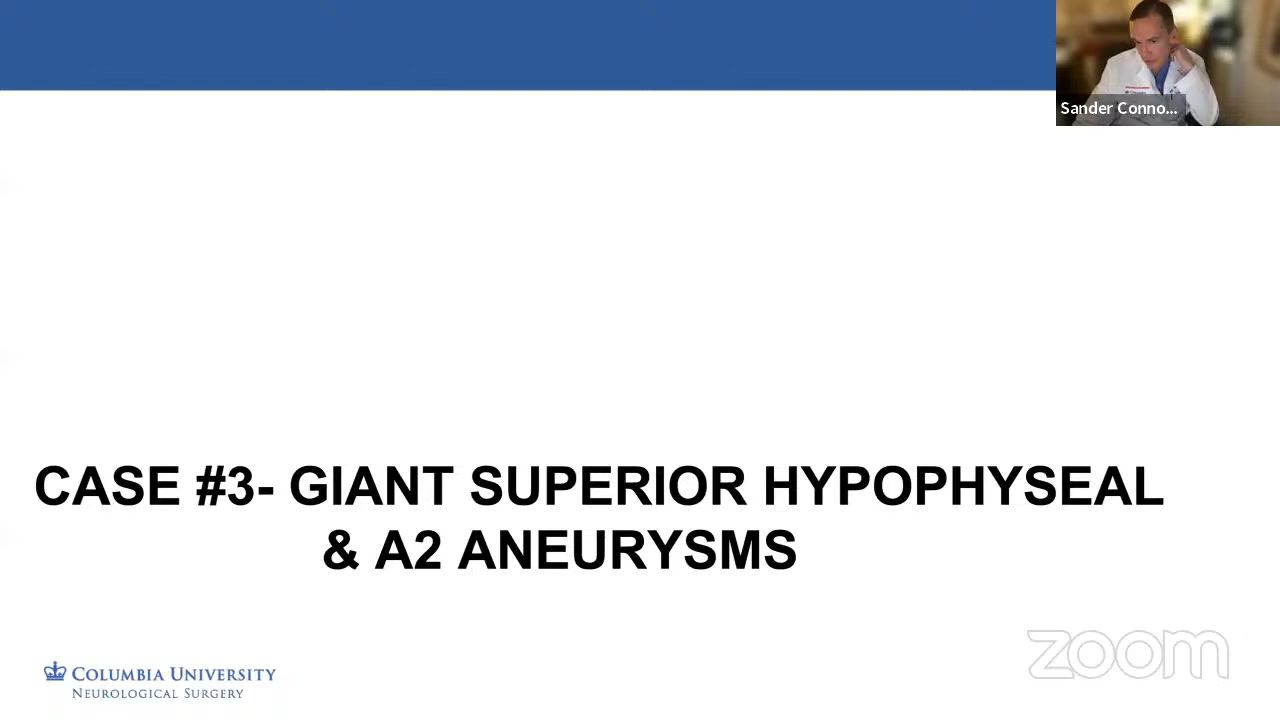 Sander Conno...
CASE #3- GIANT SUPERIOR HYPOPHYSEAL
& A2 ANEURYSMS
COLUMBIA UNIVERSITY
NEUROLOGICAL SURGERY
zoom